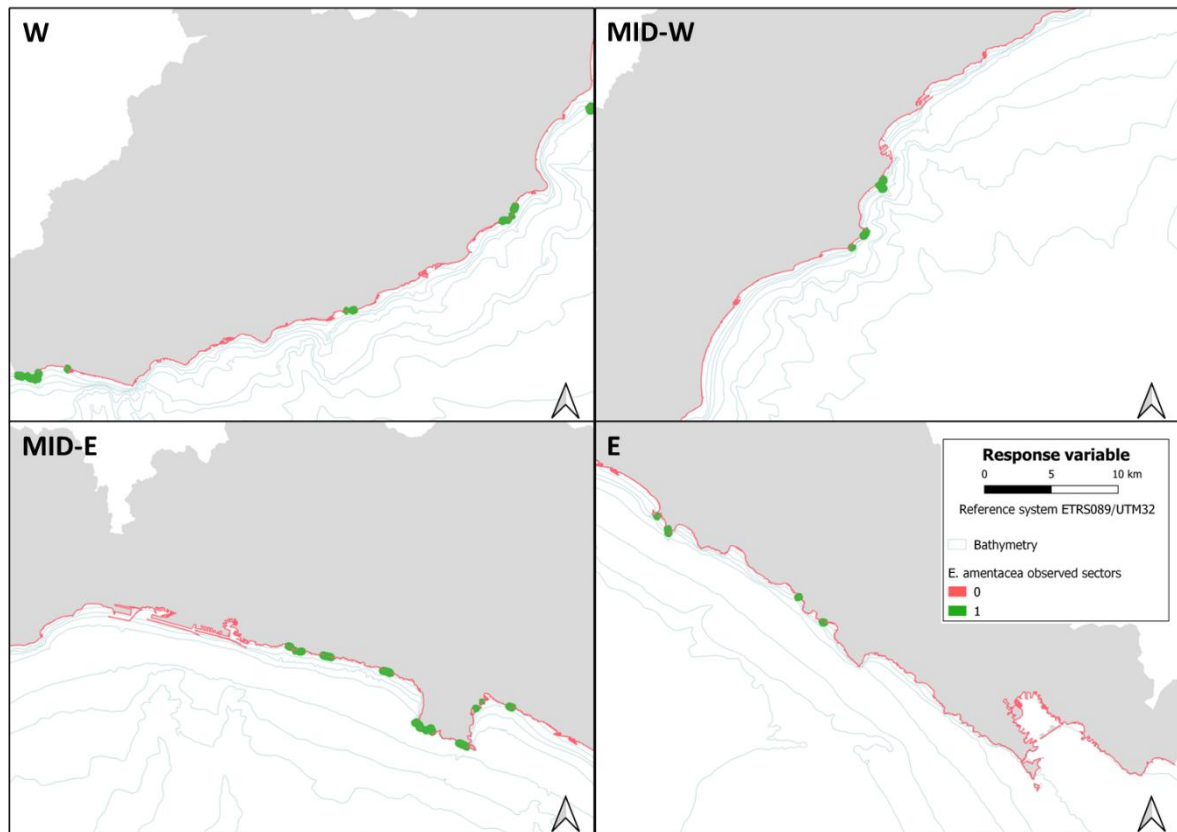 W
MID-W
MID-E
E
Response variable
0 5 10 km
Reference system ETRS089/UTM32
Bathymetry
E. amentacea observed sectors
0
1